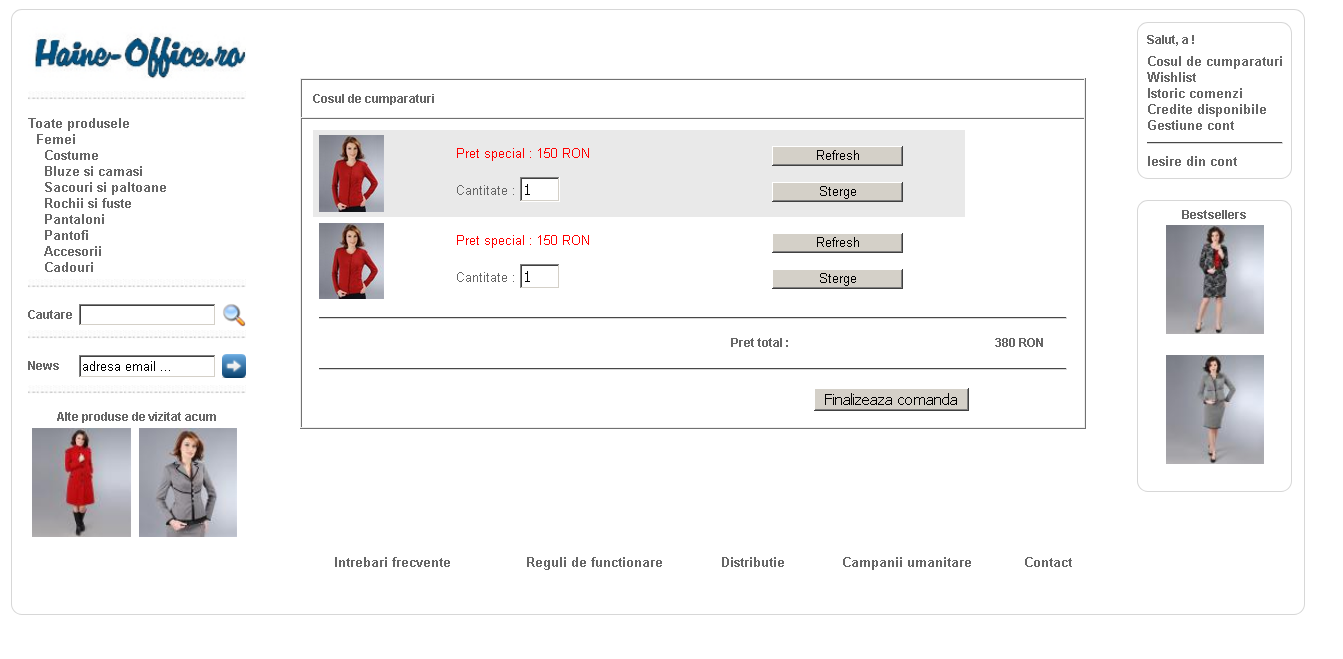 Haine-Office.ro
Toate produsele
Femei
Costume
Bluze si camasi
Sacouri si paltoane
Rochii si fuste
Pantaloni
Pantofi
Accesorii
Cadouri
Cautare
News adresa email ...
Alte produse de vizitat acum
Cosul de cumparaturi
Pret special : 150 RON Refresh
Cantitate : 1 Sterge
Pret special : 150 RON Refresh
Cantitate : 1 Sterge
Pret total : 380 RON
Finalizeaza comanda
Salut, a !
Cosul de cumparaturi
Wishlist
Istoric comenzi
Credite disponibile
Gestiune cont
Iesire din cont
Bestsellers
Intrebari frecvente Reguli de functionare Distributie Campanii umanitare Contact